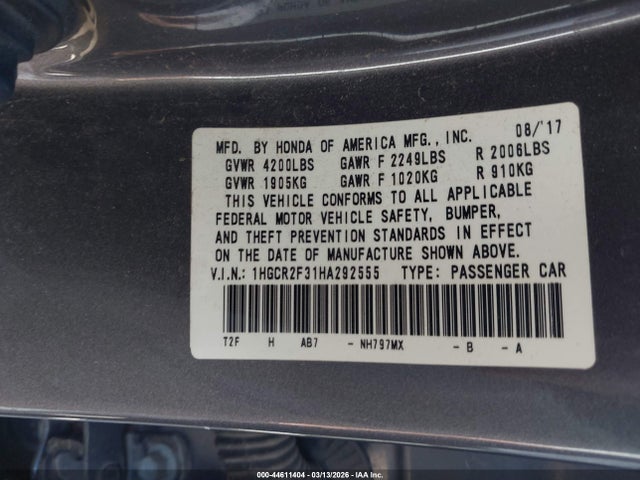 MFD. BY HONDA OF AMERICA MFG., INC. 08/'17
GVWR 4200LBS GAWR F 2249LBS R 2006LBS
GVWR 1905KG GAWR F 1020KG R 910KG
THIS VEHICLE CONFORMS TO ALL APPLICABLE
FEDERAL MOTOR VEHICLE SAFETY, BUMPER,
AND THEFT PREVENTION STANDARDS IN EFFECT
ON THE DATE OF MANUFACTURE SHOWN ABOVE.
V.I.N.: 1HGCR2F31HA292555 TYPE: PASSENGER CAR
T2F H AB7 - NH797MX - B - A
000-44611404 - 03/13/2026 - IAAI.COM